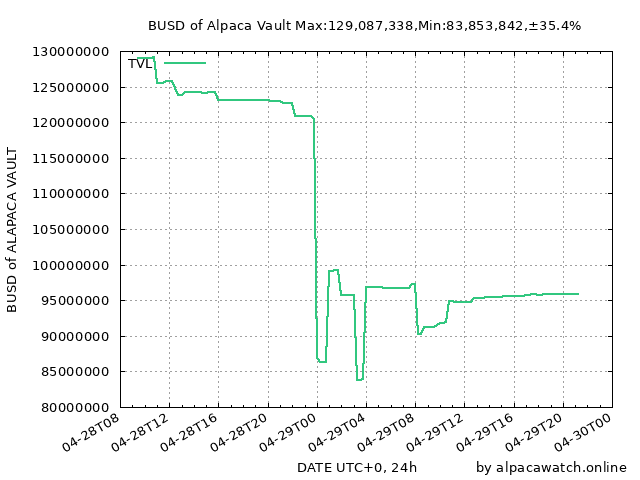 BUSD of Alpaca Vault Max:129,087,338,Min:83,853,842,±35.4%
TVL
130000000
125000000
120000000
115000000
110000000
105000000
100000000
95000000
90000000
85000000
80000000
BUSD of ALAPACA VAULT
04-28T08
04-28T12
04-28T16
04-28T20
04-29T00
04-29T04
04-29T08
04-29T12
04-29T16
04-29T20
04-30T00
DATE UTC+0, 24h
by alpacawatch.online